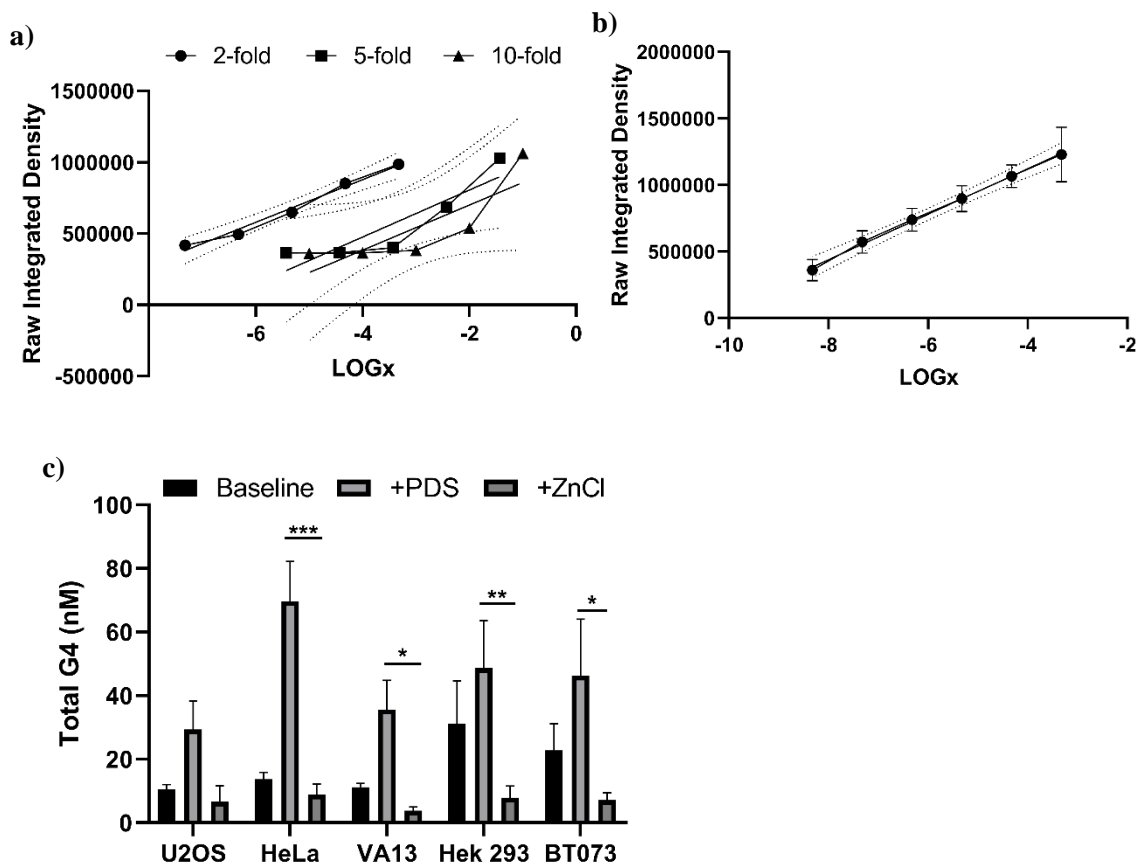 a)
2-fold 5-fold 10-fold
1500000
1000000
500000
0
-500000
-6 -4 -2 0
Raw Integrated Density
LOGx
b)
2000000
1500000
1000000
500000
0
-10 -8 -6 -4 -2
Raw Integrated Density
LOGx
c)
Baseline +PDS +ZnCl
100
80
60
40
20
0
Total G4 (nM)
***
*
**
*
U2OS HeLa VA13 Hek 293 BT073